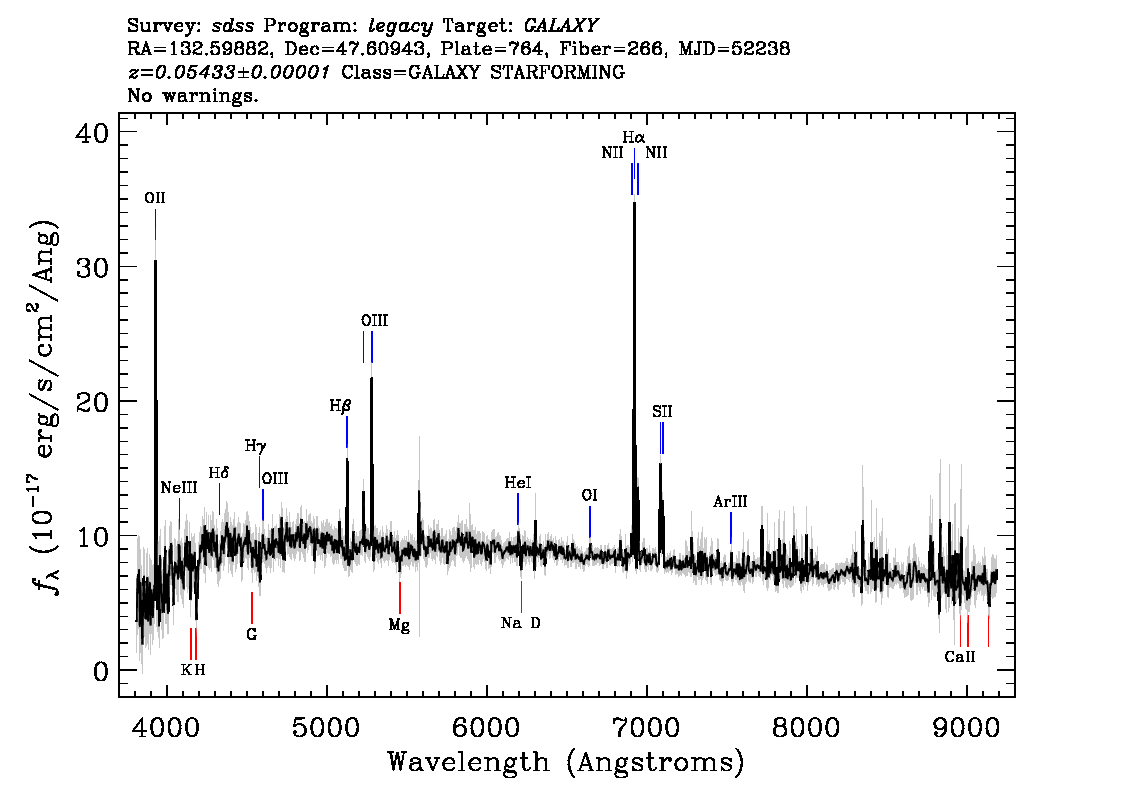 Survey: sdss Program: legacy Target: GALAXY
RA=132.59882, Dec=47.60943, Plate=764, Fiber=266, MJD=52238
z=0.05433±0.00001 Class=GALAXY STARFORMING
No warnings.
40
30
20
10
0
f_λ (10^−17 erg/s/cm^2/Ang)
Hα
NII NII
OII
OIII
Hβ
SII
Hγ
Hδ
OIII
NeIII
HeI
OI
ArIII
Mg
Na D
G
CaII
K H
4000 5000 6000 7000 8000 9000
Wavelength (Angstroms)